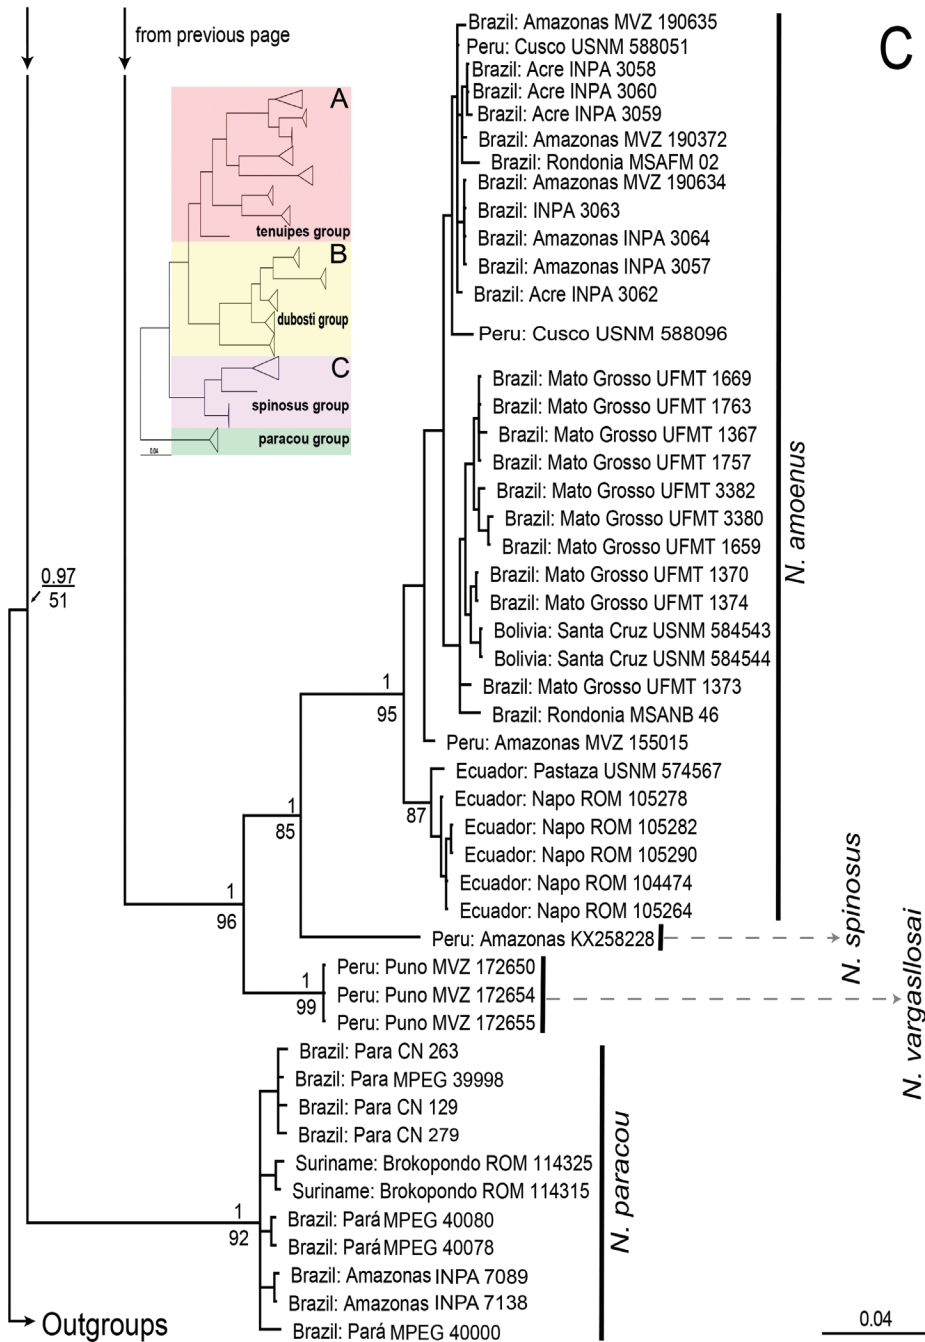 from previous page
C
A
tenuipes group
B
dubosti group
C
spinosus group
paracou group
0.04
Brazil: Amazonas MVZ 190635
Peru: Cusco USNM 588051
Brazil: Acre INPA 3058
Brazil: Acre INPA 3060
Brazil: Acre INPA 3059
Brazil: Amazonas MVZ 190372
Brazil: Rondonia MSAFM 02
Brazil: Amazonas MVZ 190634
Brazil: INPA 3063
Brazil: Amazonas INPA 3064
Brazil: Amazonas INPA 3057
Brazil: Acre INPA 3062
Peru: Cusco USNM 588096
Brazil: Mato Grosso UFMT 1669
Brazil: Mato Grosso UFMT 1763
Brazil: Mato Grosso UFMT 1367
Brazil: Mato Grosso UFMT 1757
Brazil: Mato Grosso UFMT 3382
Brazil: Mato Grosso UFMT 3380
Brazil: Mato Grosso UFMT 1659
Brazil: Mato Grosso UFMT 1370
Brazil: Mato Grosso UFMT 1374
Bolivia: Santa Cruz USNM 584543
Bolivia: Santa Cruz USNM 584544
Brazil: Mato Grosso UFMT 1373
Brazil: Rondonia MSANB 46
Peru: Amazonas MVZ 155015
Ecuador: Pastaza USNM 574567
Ecuador: Napo ROM 105278
Ecuador: Napo ROM 105282
Ecuador: Napo ROM 105290
Ecuador: Napo ROM 104474
Ecuador: Napo ROM 105264
N. amoenus
Peru: Amazonas KX258228
N. spinosus
Peru: Puno MVZ 172650
Peru: Puno MVZ 172654
Peru: Puno MVZ 172655
N. vargasllosai
Brazil: Para CN 263
Brazil: Para MPEG 39998
Brazil: Para CN 129
Brazil: Para CN 279
Suriname: Brokopondo ROM 114325
Suriname: Brokopondo ROM 114315
Brazil: Pará MPEG 40080
Brazil: Pará MPEG 40078
Brazil: Amazonas INPA 7089
Brazil: Amazonas INPA 7138
Brazil: Pará MPEG 40000
N. paracou
0.97
51
1
95
87
1
85
1
96
1
99
1
92
Outgroups
0.04